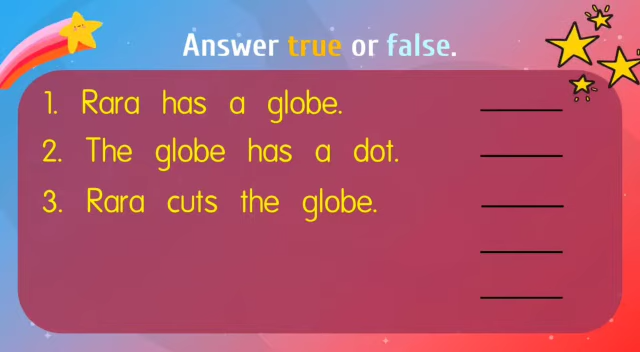 Answer true or false.
1. Rara has a globe.
2. The globe has a dot.
3. Rara cuts the globe.